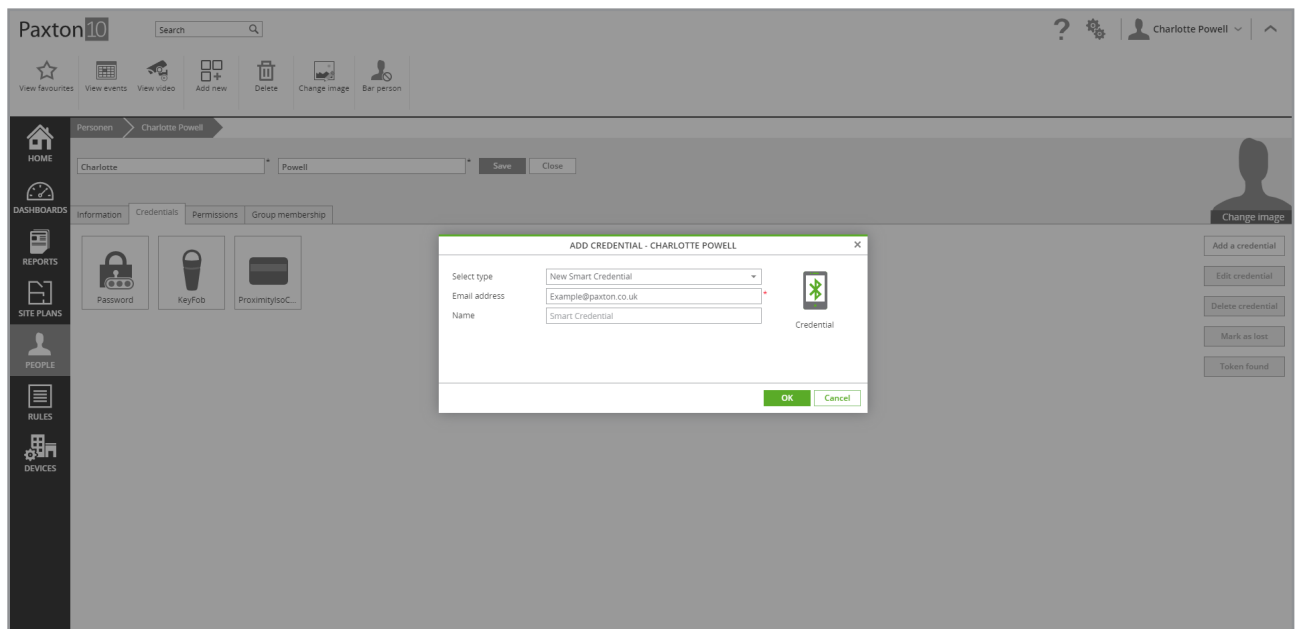 Paxton10
Search
Charlotte Powell
View favourites
View events
View video
Add new
Delete
Change image
Bar person
HOME
DASHBOARDS
REPORTS
SITE PLANS
PEOPLE
RULES
DEVICES
Personen
Charlotte Powell
Charlotte *
Powell *
Save
Close
Change image
Information
Credentials
Permissions
Group membership
Password
KeyFob
ProximityIsoC...
ADD CREDENTIAL - CHARLOTTE POWELL
Select type
New Smart Credential
Email address
Example@paxton.co.uk *
Name
Smart Credential
Credential
OK
Cancel
Add a credential
Edit credential
Delete credential
Mark as lost
Token found